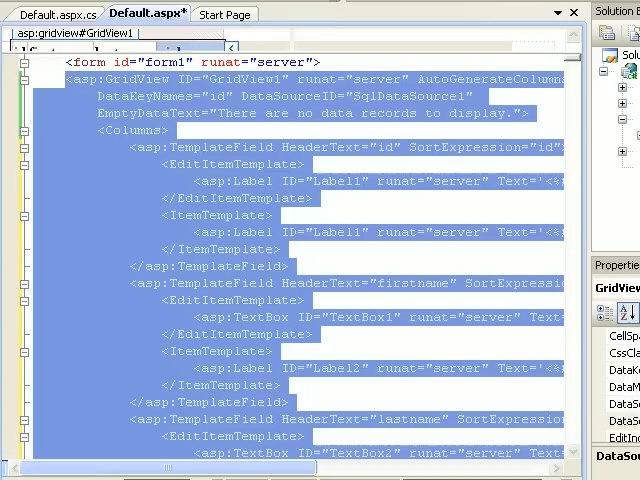 Default.aspx.cs Default.aspx* Start Page Solution E
asp:gridview#GridView1
Solu
<form id="form1" runat="server">
<asp:GridView ID="GridView1" runat="server" AutoGenerateColumns
DataKeyNames="id" DataSourceID="SqlDataSource1"
EmptyDataText="There are no data records to display.">
<Columns>
<asp:TemplateField HeaderText="id" SortExpression="id">
<EditItemTemplate>
<asp:Label ID="Label1" runat="server" Text='<%
</EditItemTemplate>
<ItemTemplate>
<asp:Label ID="Label1" runat="server" Text='<%
</ItemTemplate>
</asp:TemplateField>
<asp:TemplateField HeaderText="firstname" SortExpressio
<EditItemTemplate>
<asp:TextBox ID="TextBox1" runat="server" Text=
</EditItemTemplate>
<ItemTemplate>
<asp:Label ID="Label2" runat="server" Text='<%
</ItemTemplate>
</asp:TemplateField>
<asp:TemplateField HeaderText="lastname" SortExpression
<EditItemTemplate>
<asp:TextBox ID="TextBox2" runat="server" Text=
Properties
GridView
CellSpa
CssCla
DataKe
DataM
DataSo
DataSo
EditInd
DataSou